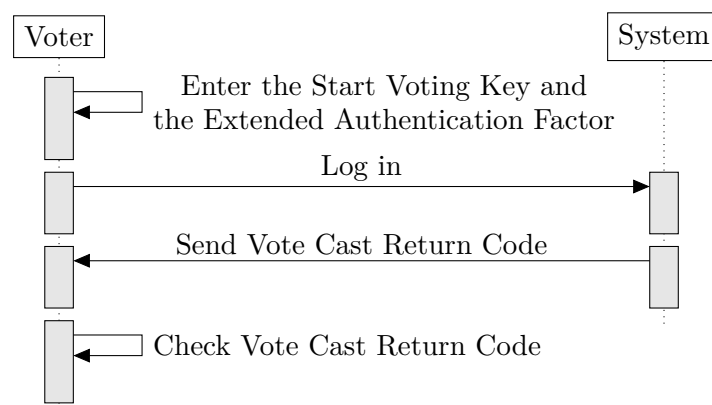 Voter
System
Enter the Start Voting Key and
the Extended Authentication Factor
Log in
Send Vote Cast Return Code
Check Vote Cast Return Code